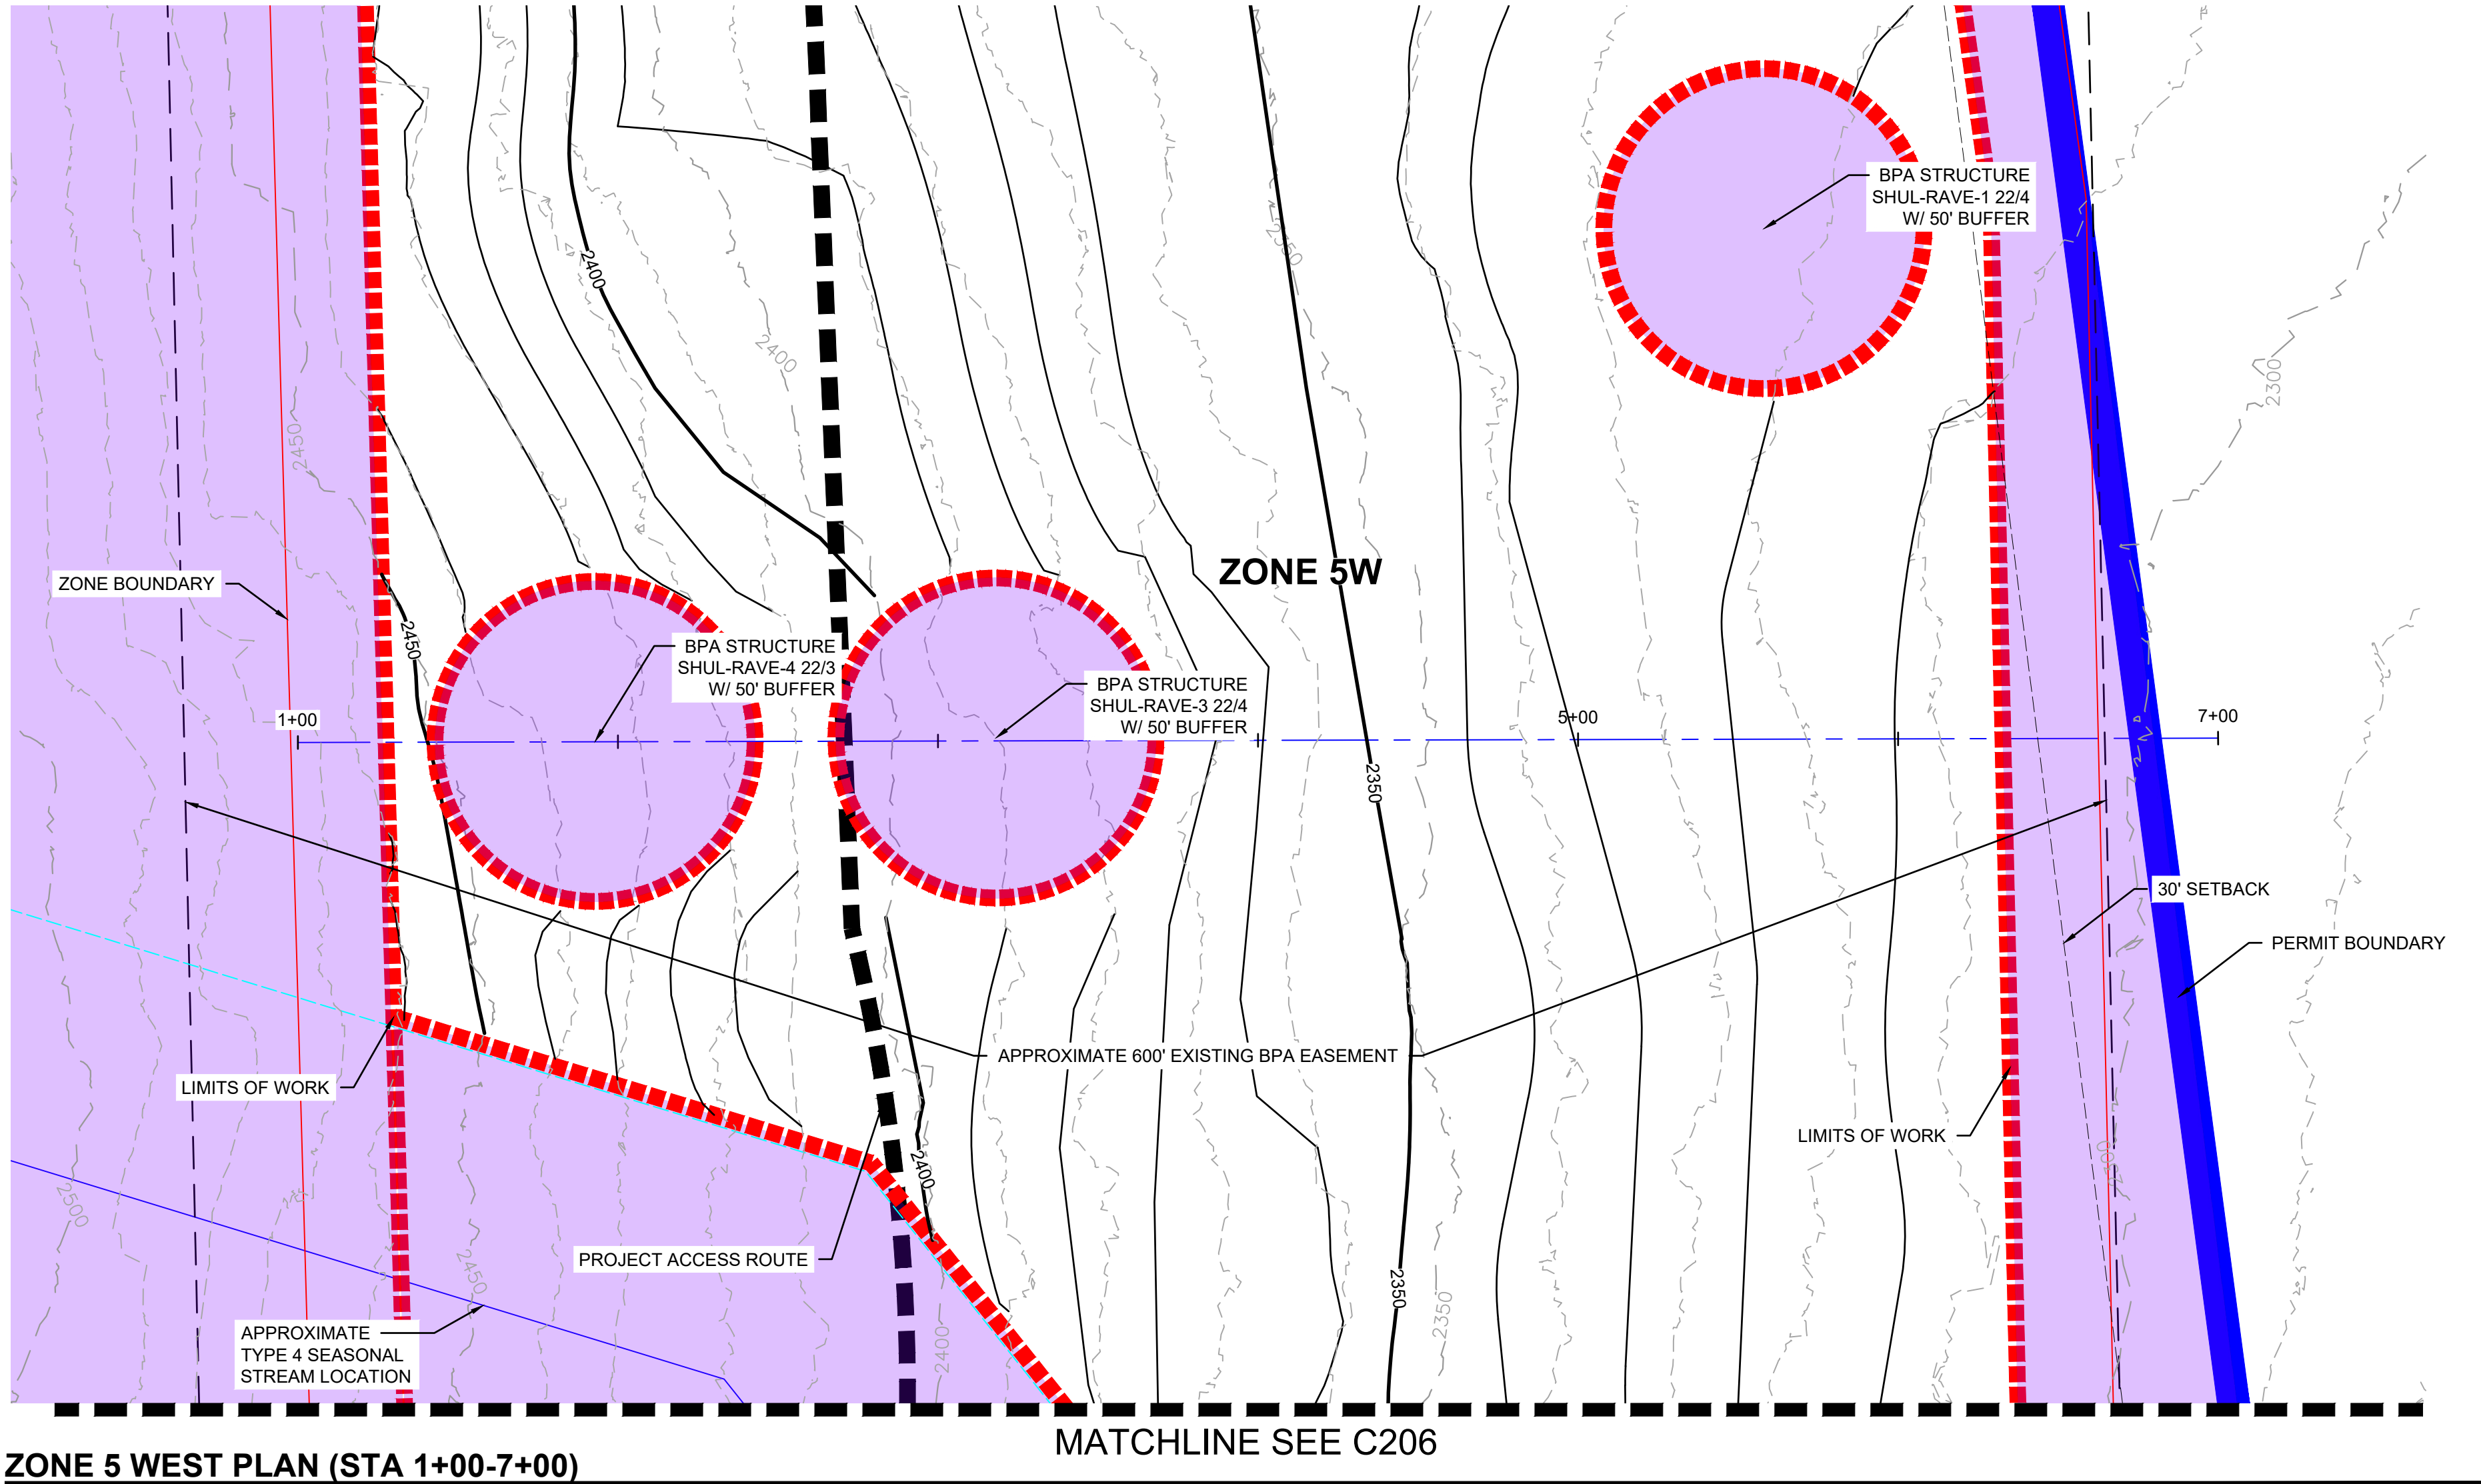 BPA STRUCTURE
SHUL-RAVE-1 22/4
W/ 50' BUFFER
2400
2350
2400
2300
2450
ZONE 5W
ZONE BOUNDARY
2450
BPA STRUCTURE
SHUL-RAVE-4 22/3
W/ 50' BUFFER
BPA STRUCTURE
SHUL-RAVE-3 22/4
W/ 50' BUFFER
1+00
5+00
7+00
2350
30' SETBACK
PERMIT BOUNDARY
APPROXIMATE 600' EXISTING BPA EASEMENT
LIMITS OF WORK
LIMITS OF WORK
2400
2300
2500
PROJECT ACCESS ROUTE
2450
2350
2350
2400
APPROXIMATE
TYPE 4 SEASONAL
STREAM LOCATION
MATCHLINE SEE C206
ZONE 5 WEST PLAN (STA 1+00-7+00)